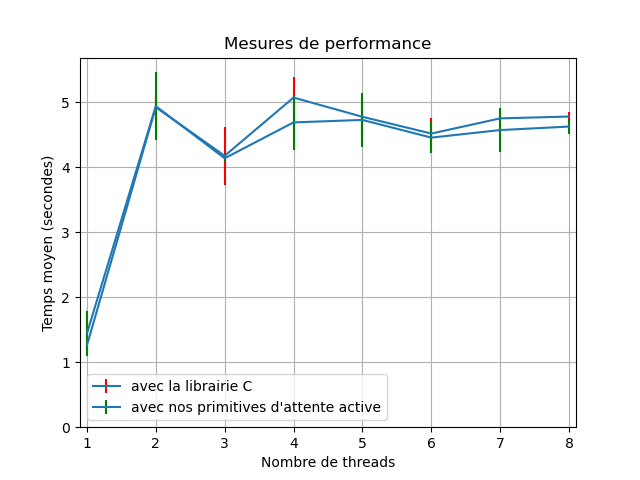 Mesures de performance
Temps moyen (secondes)
5
4
3
2
1
0
avec la librairie C
avec nos primitives d'attente active
1 2 3 4 5 6 7 8
Nombre de threads